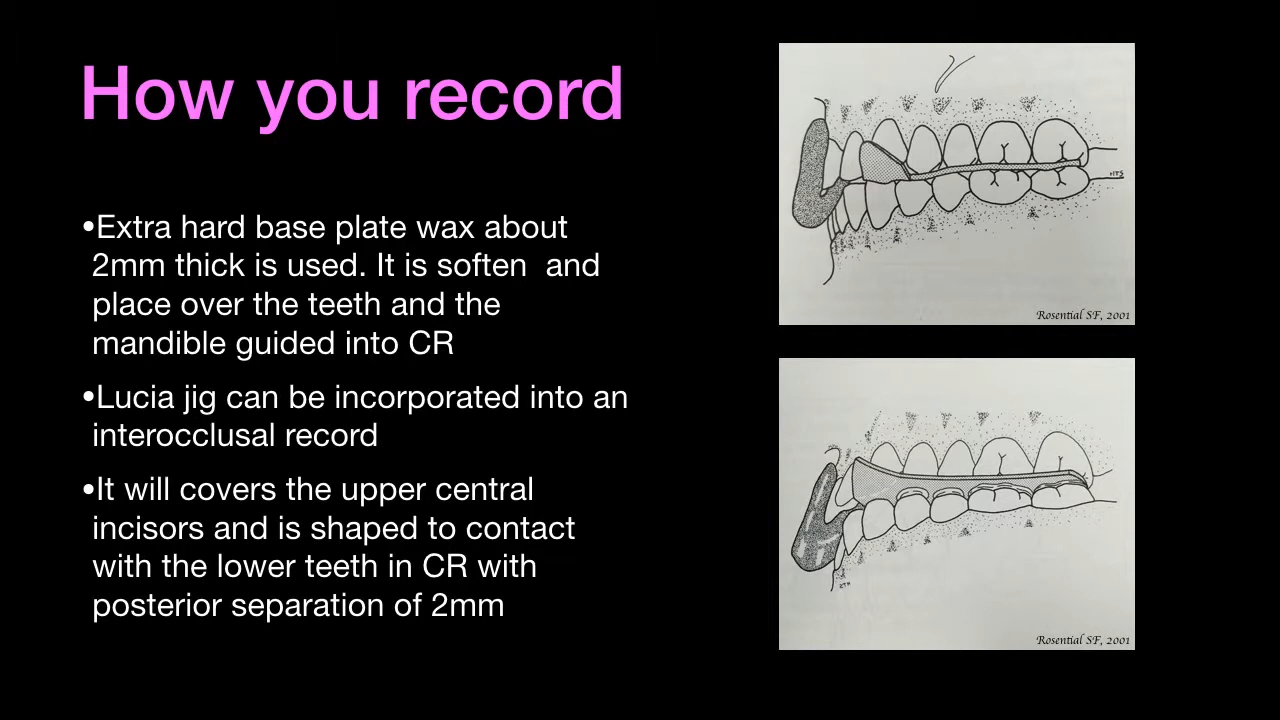 How you record
•Extra hard base plate wax about
2mm thick is used. It is soften  and
place over the teeth and the
mandible guided into CR
•Lucia jig can be incorporated into an
interocclusal record
•It will covers the upper central
incisors and is shaped to contact
with the lower teeth in CR with
posterior separation of 2mm
Rosential SF, 2001
Rosential SF, 2001